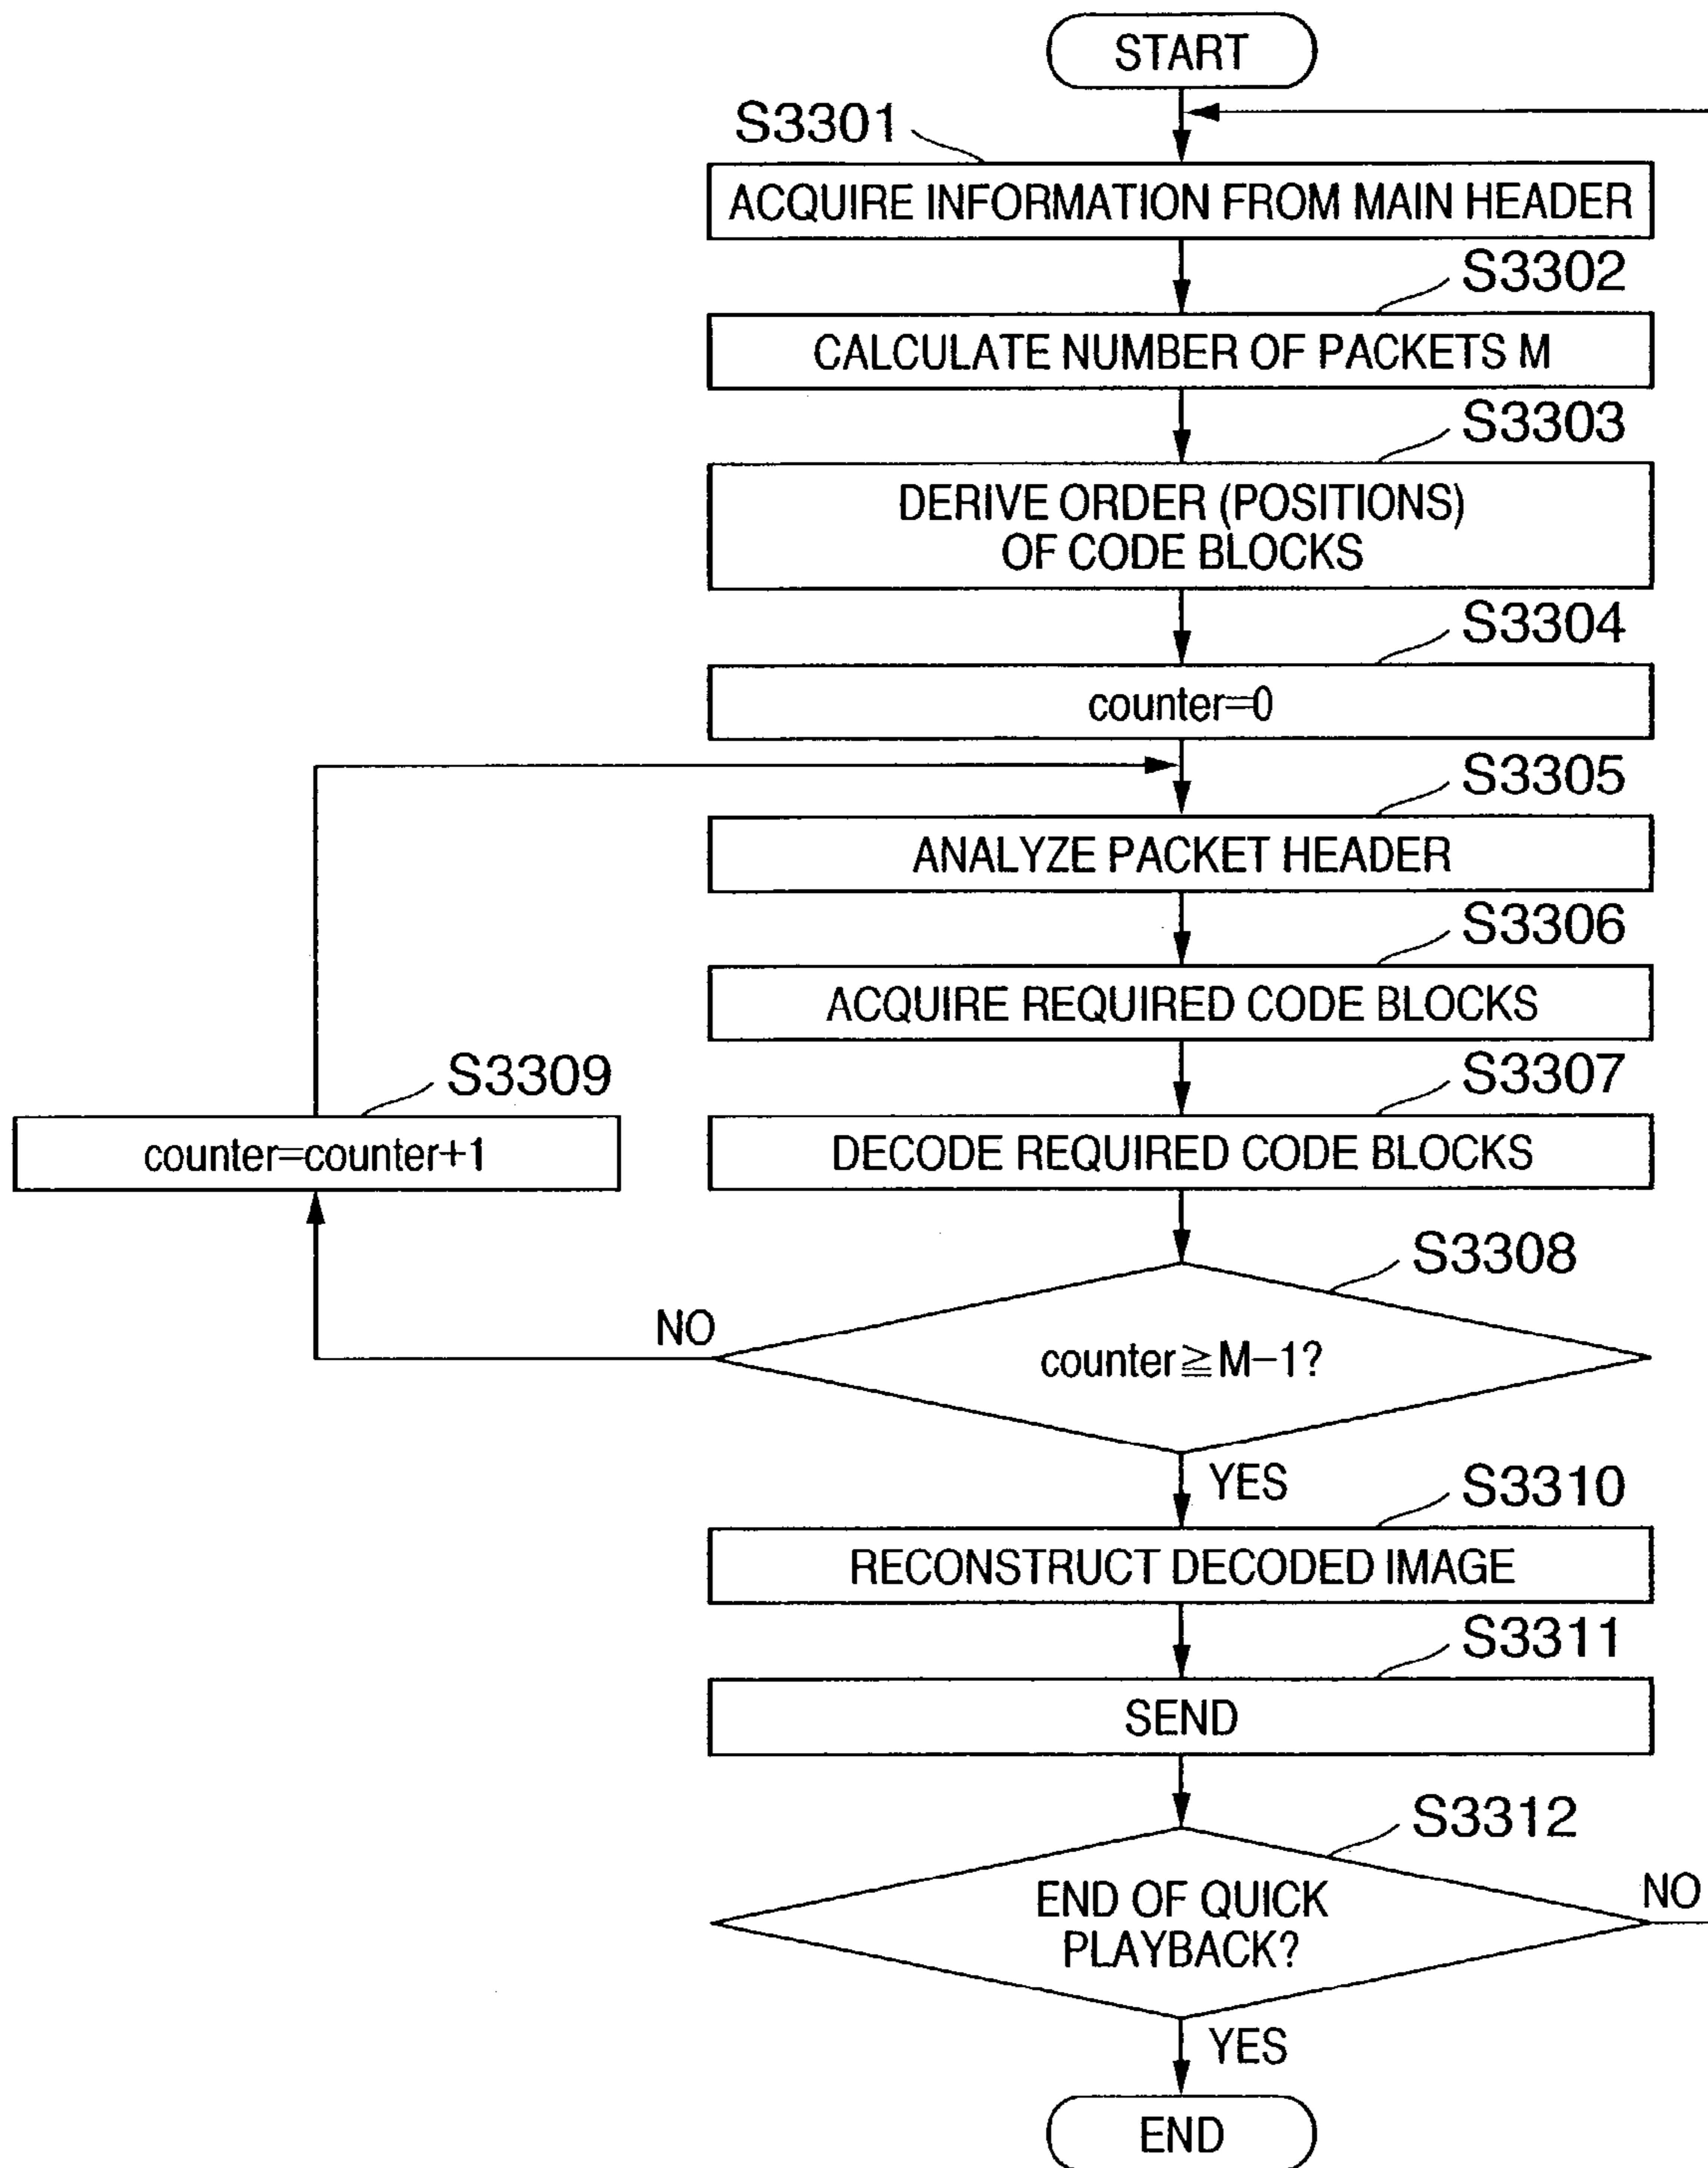 START
S3301
ACQUIRE INFORMATION FROM MAIN HEADER
S3302
CALCULATE NUMBER OF PACKETS M
S3303
DERIVE ORDER (POSITIONS)
OF CODE BLOCKS
S3304
counter=0
S3305
ANALYZE PACKET HEADER
S3306
ACQUIRE REQUIRED CODE BLOCKS
S3307
DECODE REQUIRED CODE BLOCKS
S3309
counter=counter+1
S3308
counter≧M−1?
NO
YES
S3310
RECONSTRUCT DECODED IMAGE
S3311
SEND
S3312
END OF QUICK
PLAYBACK?
NO
YES
END